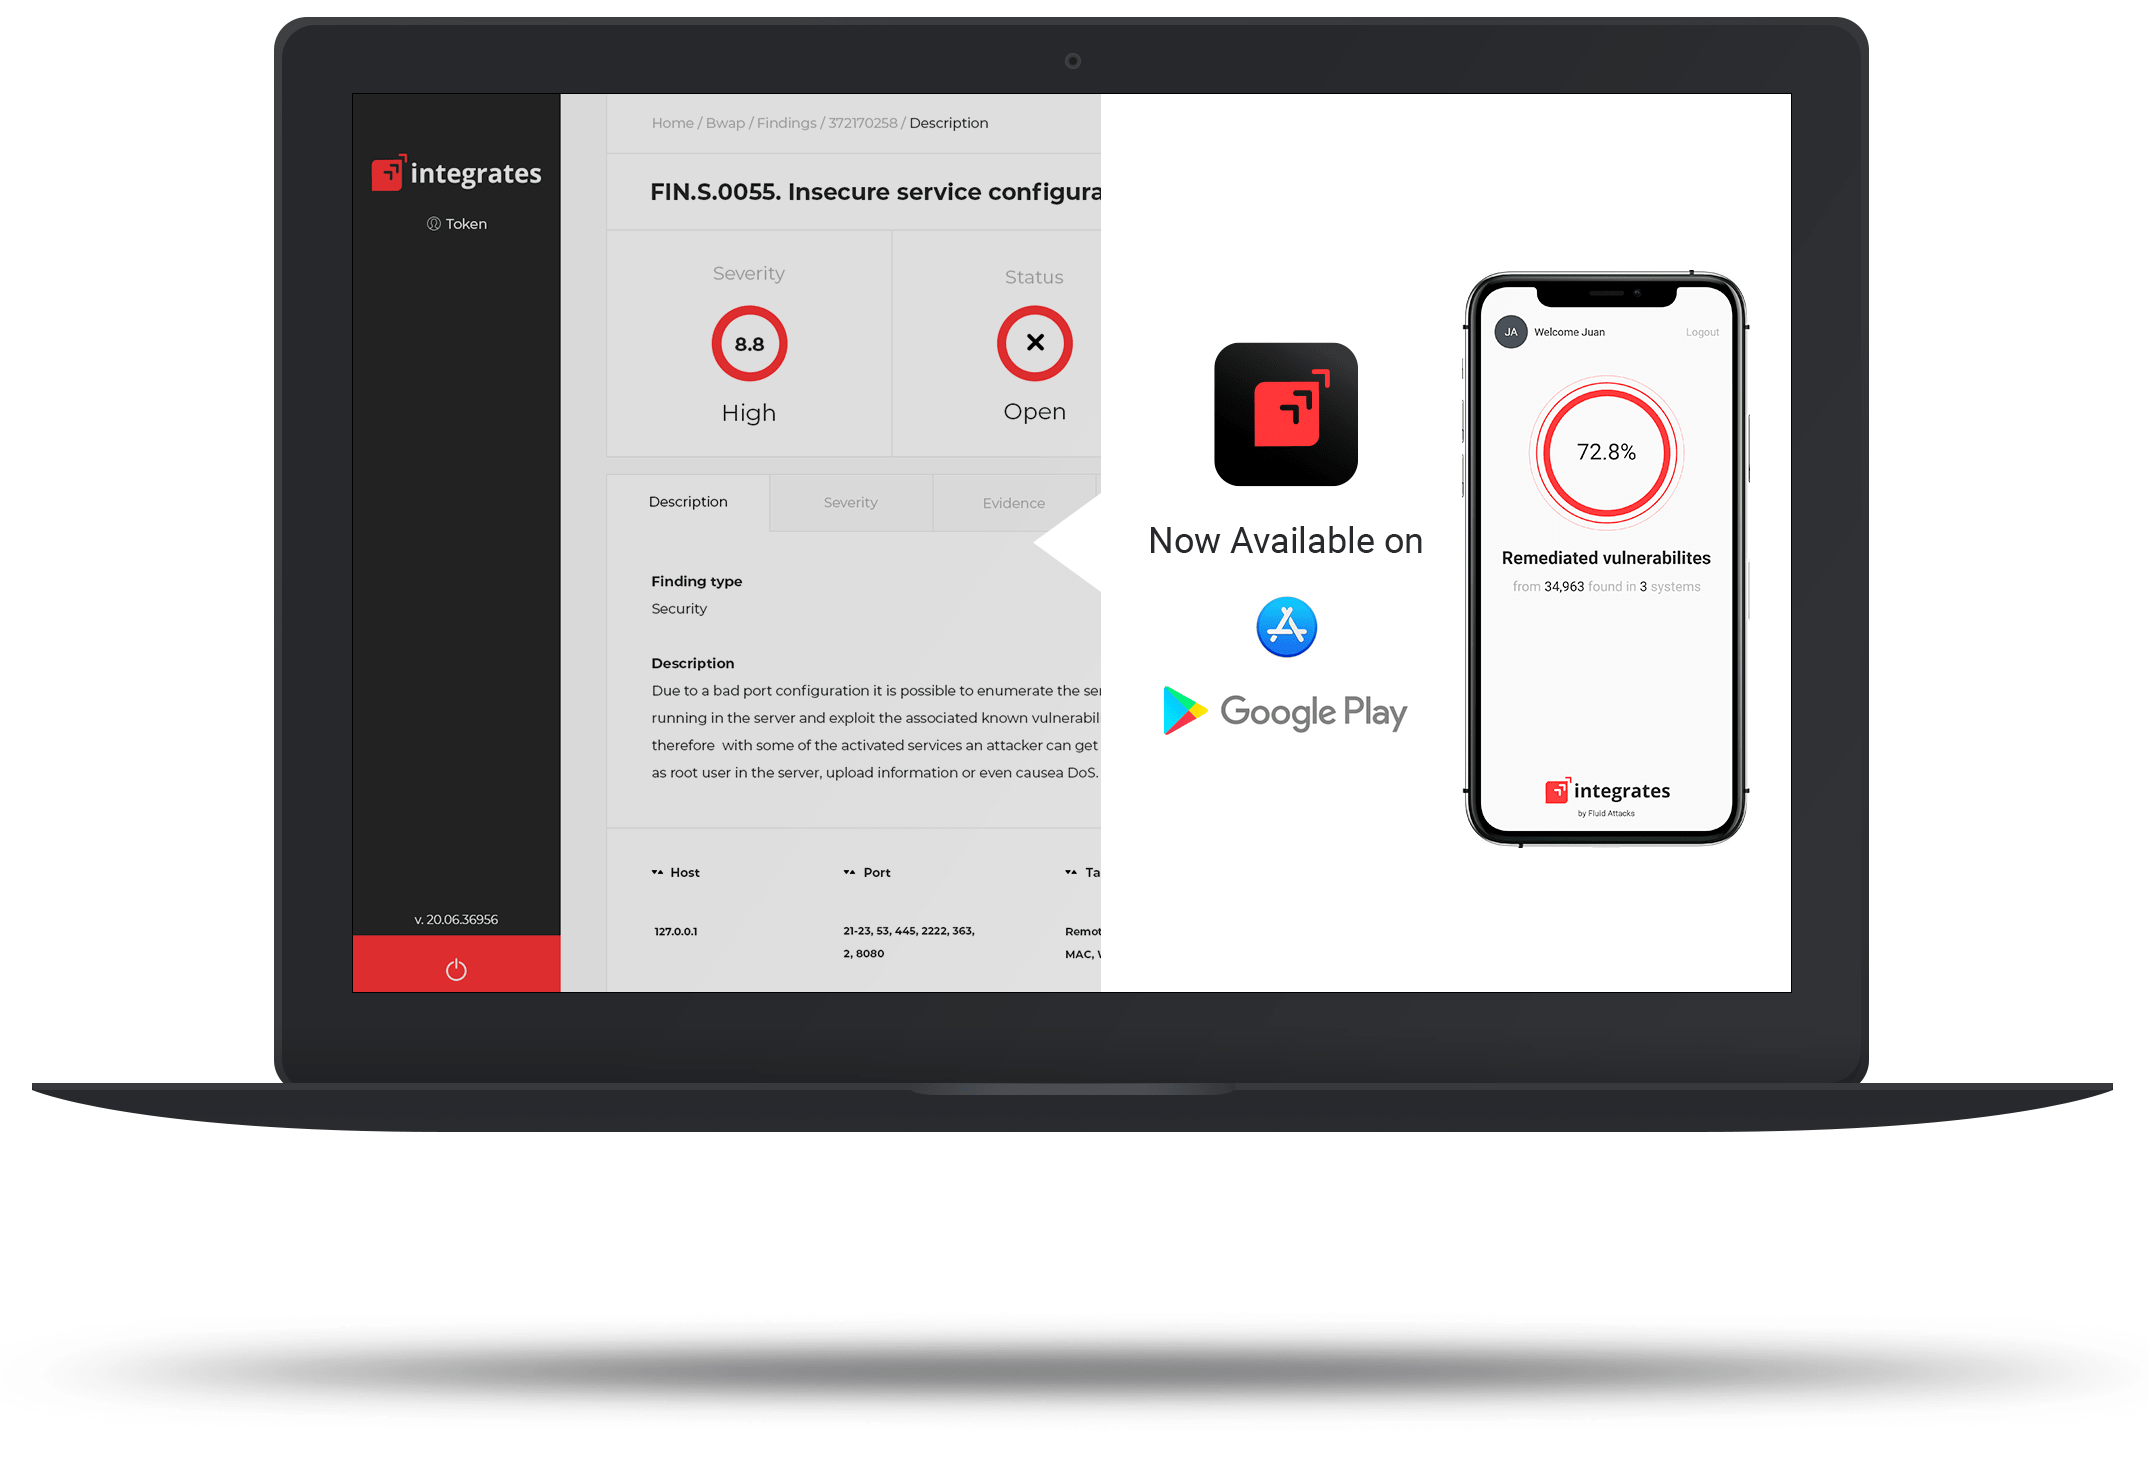 integrates
Token
v. 20.06.36956
Home / Bwap / Findings / 372170258 / Description
FIN.S.0055. Insecure service configura
Severity
8.8
High
Status
Open
Description
Severity
Evidence
Finding type
Security
Description
Due to a bad port configuration it is possible to enumerate the ser
running in the server and exploit the associated known vulnerabil
therefore with some of the activated services an attacker can get
as root user in the server, upload information or even causea DoS.
Host
Port
Ta
127.0.0.1
21-23, 53, 445, 2222, 363,
2, 8080
Remot
MAC,
Now Available on
Google Play
JA
Welcome Juan
Logout
72.8%
Remediated vulnerabilites
from 34,963 found in 3 systems
integrates
by Fluid Attacks